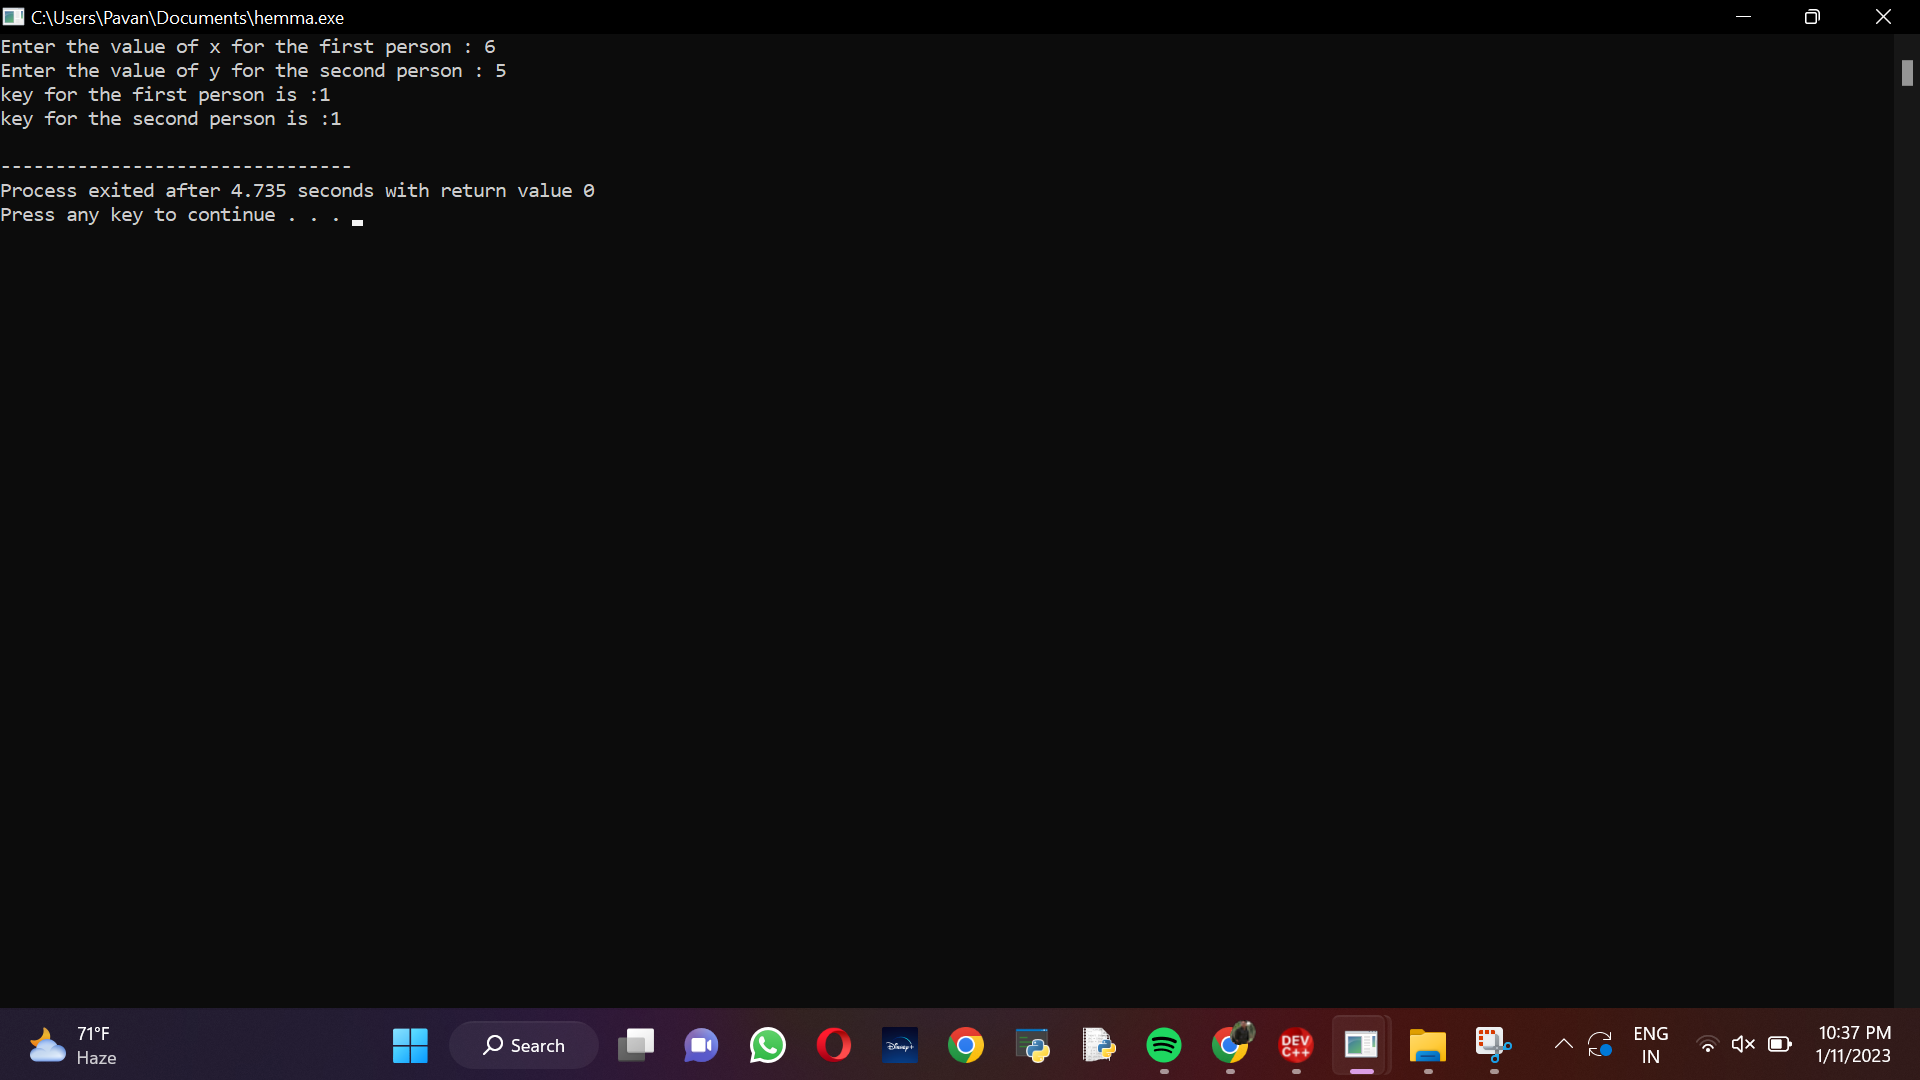 C:\Users\Pavan\Documents\hemma.exe
Enter the value of x for the first person : 6
Enter the value of y for the second person : 5
key for the first person is :1
key for the second person is :1
--------------------------------
Process exited after 4.735 seconds with return value 0
Press any key to continue . . .
71°F
Haze
Search
Disney+
DEV
C++
ENG
IN
10:37 PM
1/11/2023